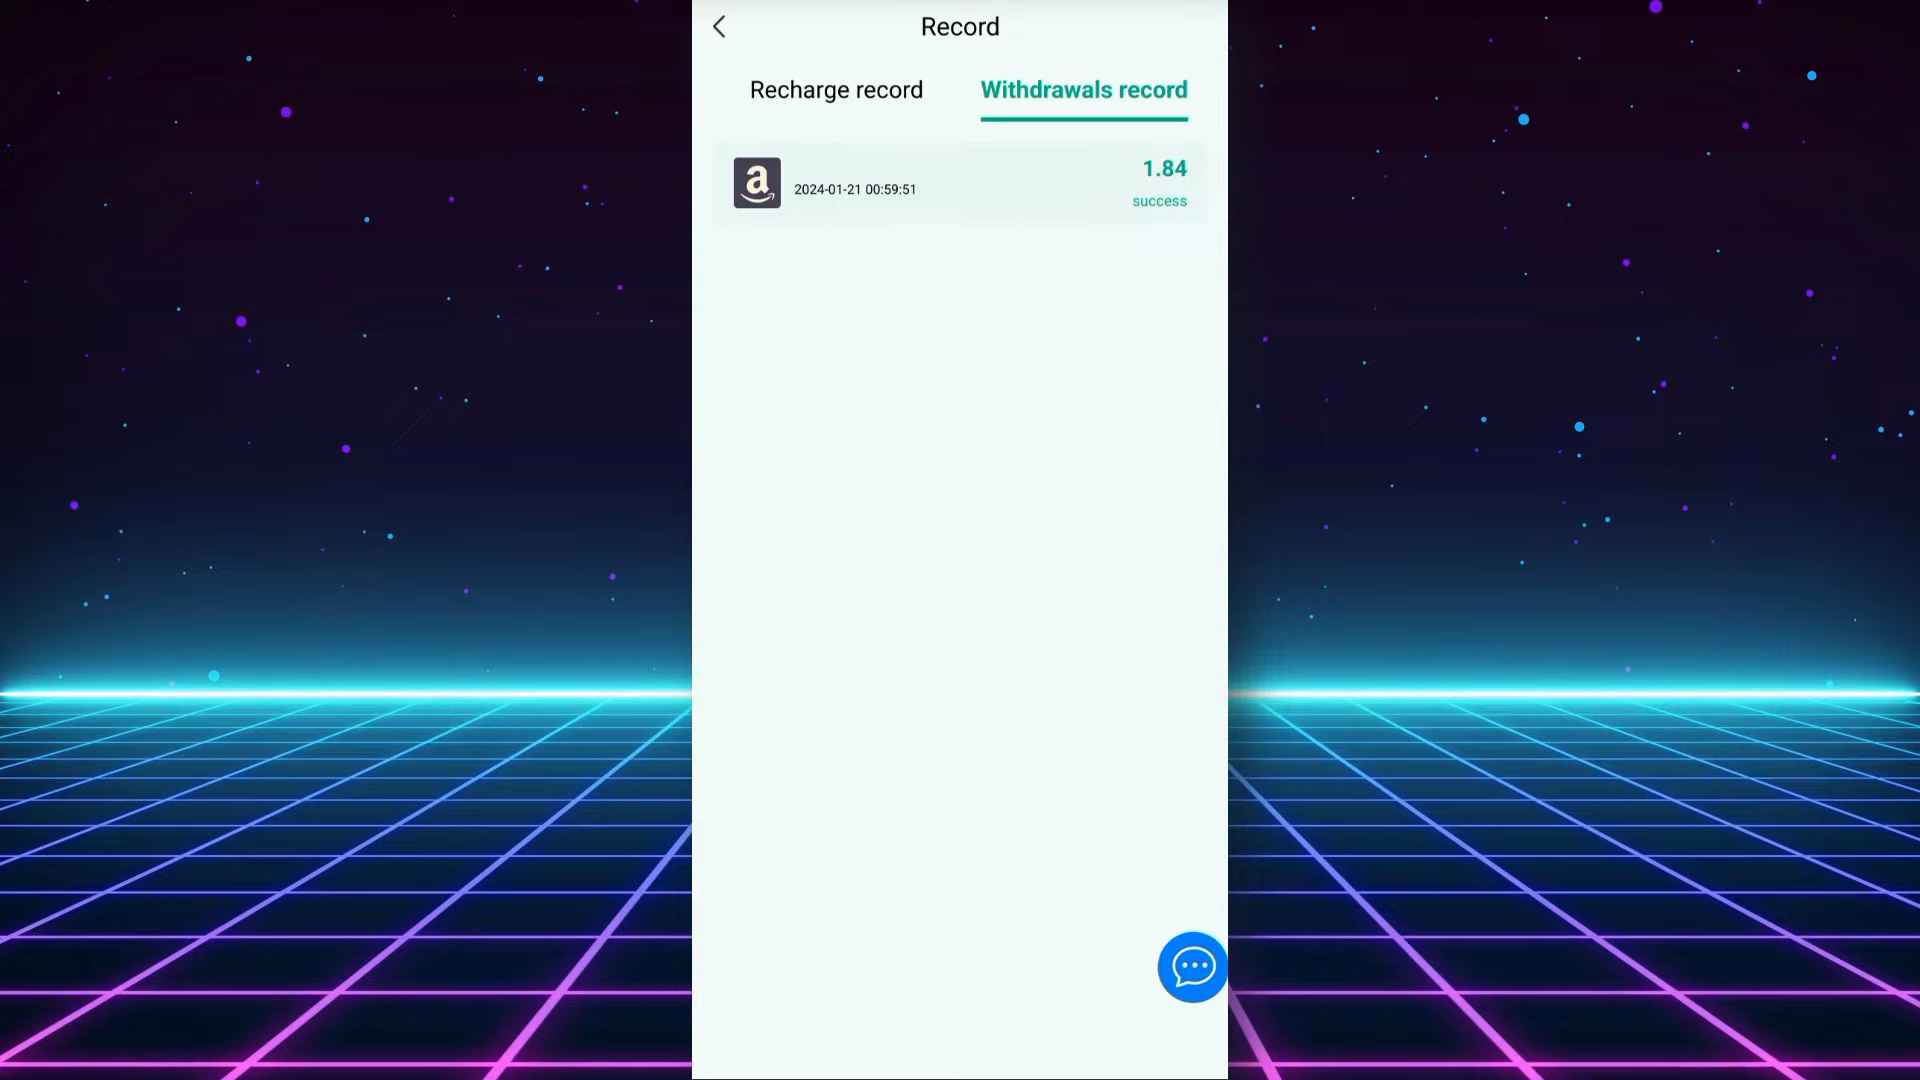 Record
Recharge record
Withdrawals record
a
2024-01-21 00:59:51
1.84
success